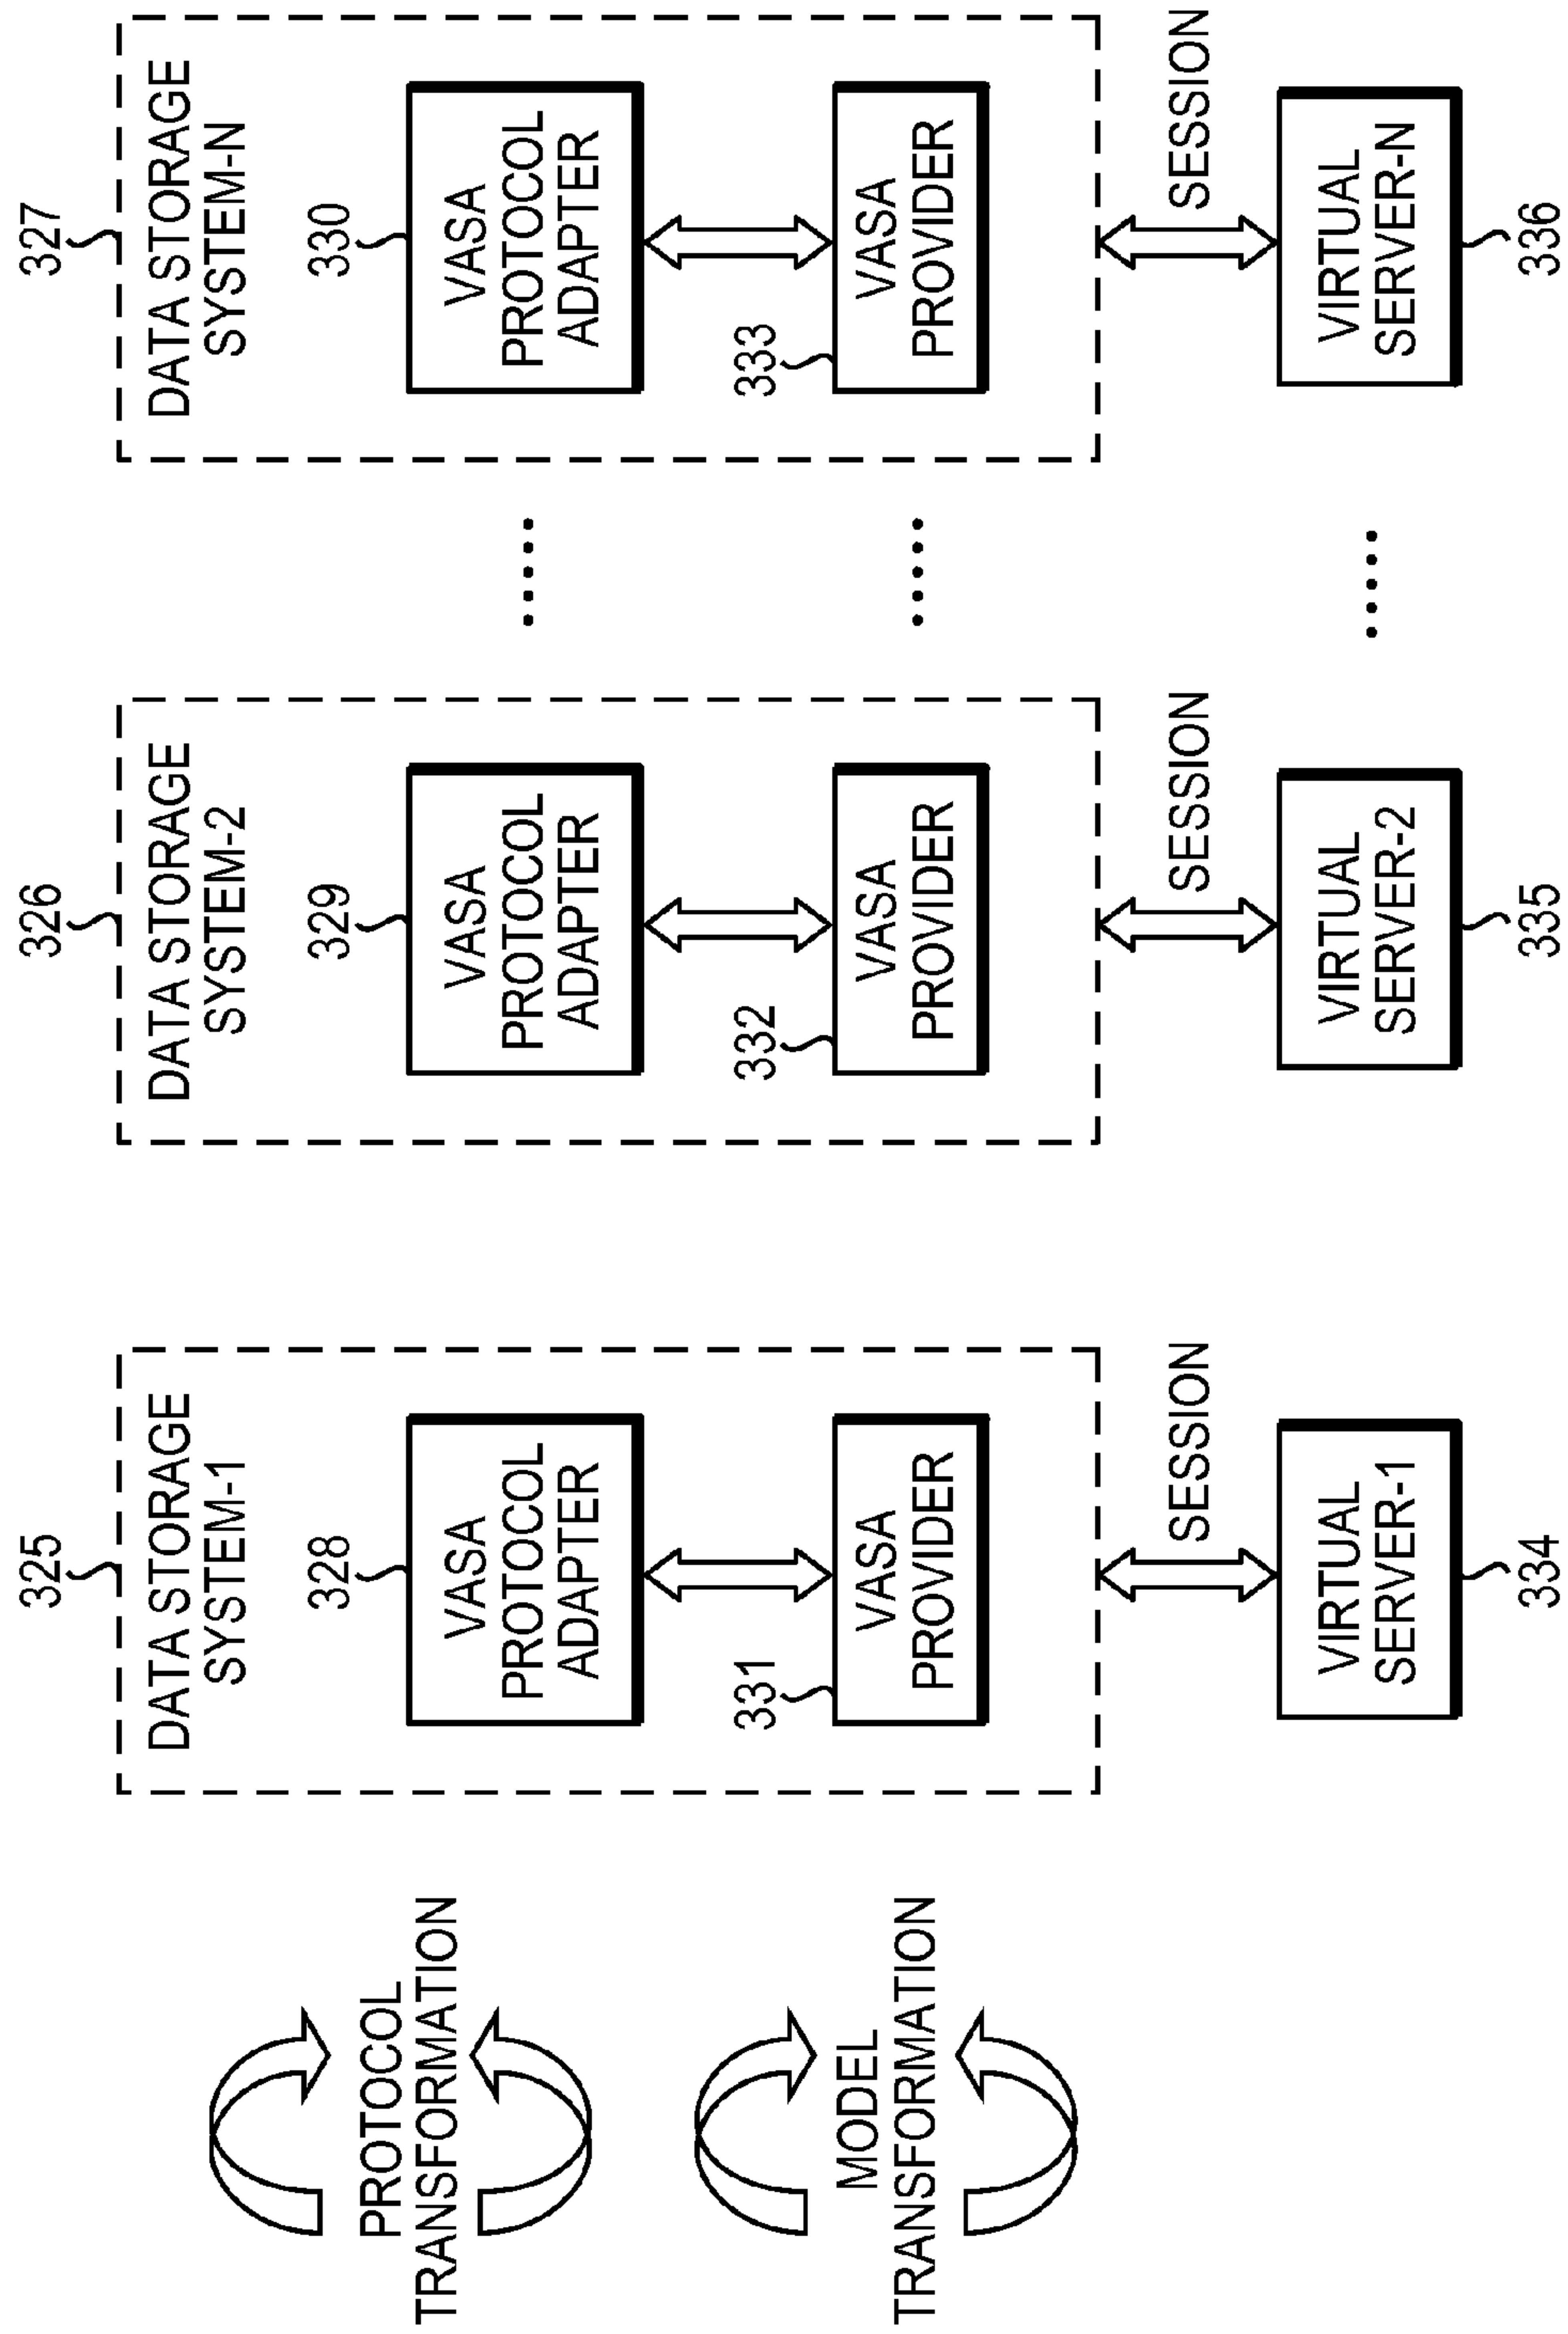 325
DATA STORAGE
SYSTEM-1
328
VASA
PROTOCOL
ADAPTER
331
VASA
PROVIDER
SESSION
VIRTUAL
SERVER-1
334
326
DATA STORAGE
SYSTEM-2
329
VASA
PROTOCOL
ADAPTER
332
VASA
PROVIDER
SESSION
VIRTUAL
SERVER-2
335
327
DATA STORAGE
SYSTEM-N
330
VASA
PROTOCOL
ADAPTER
333
VASA
PROVIDER
SESSION
VIRTUAL
SERVER-N
336
PROTOCOL
TRANSFORMATION
MODEL
TRANSFORMATION